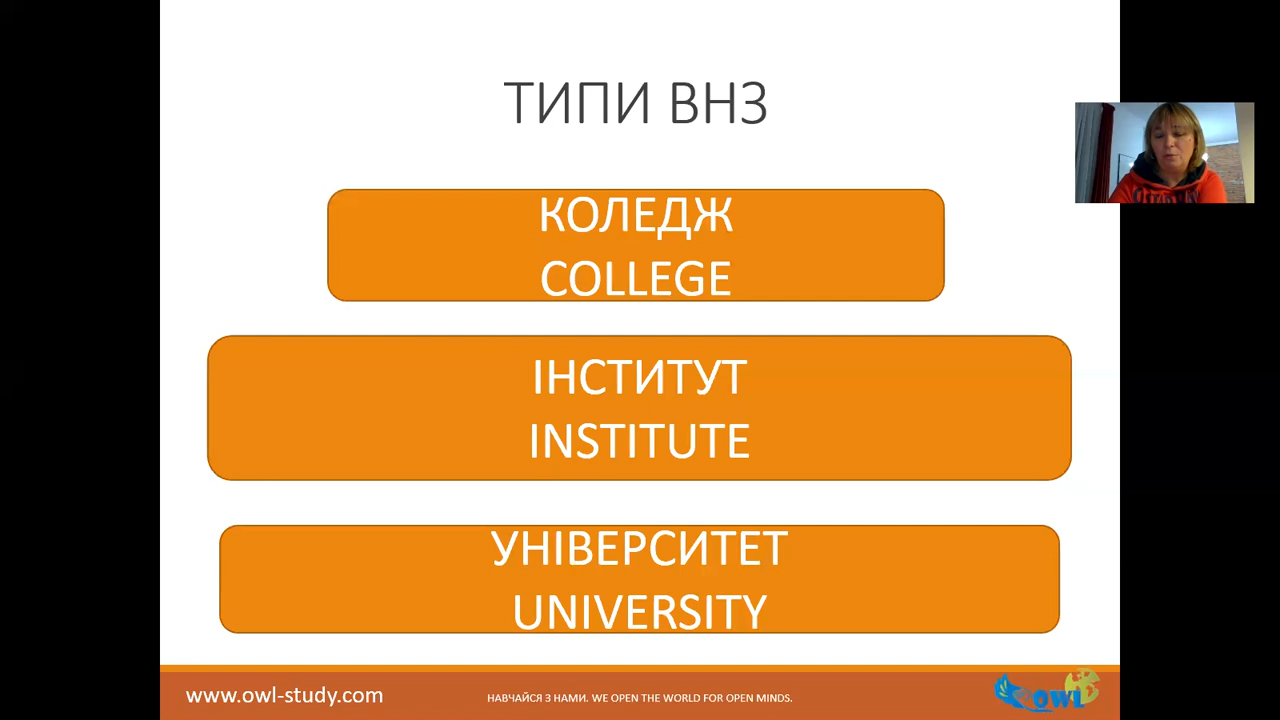 ТИПИ ВНЗ
КОЛЕДЖ
COLLEGE
ІНСТИТУТ
INSTITUTE
УНІВЕРСИТЕТ
UNIVERSITY
www.owl-study.com
НАВЧАЙСЯ З НАМИ. WE OPEN THE WORLD FOR OPEN MINDS.
OWL